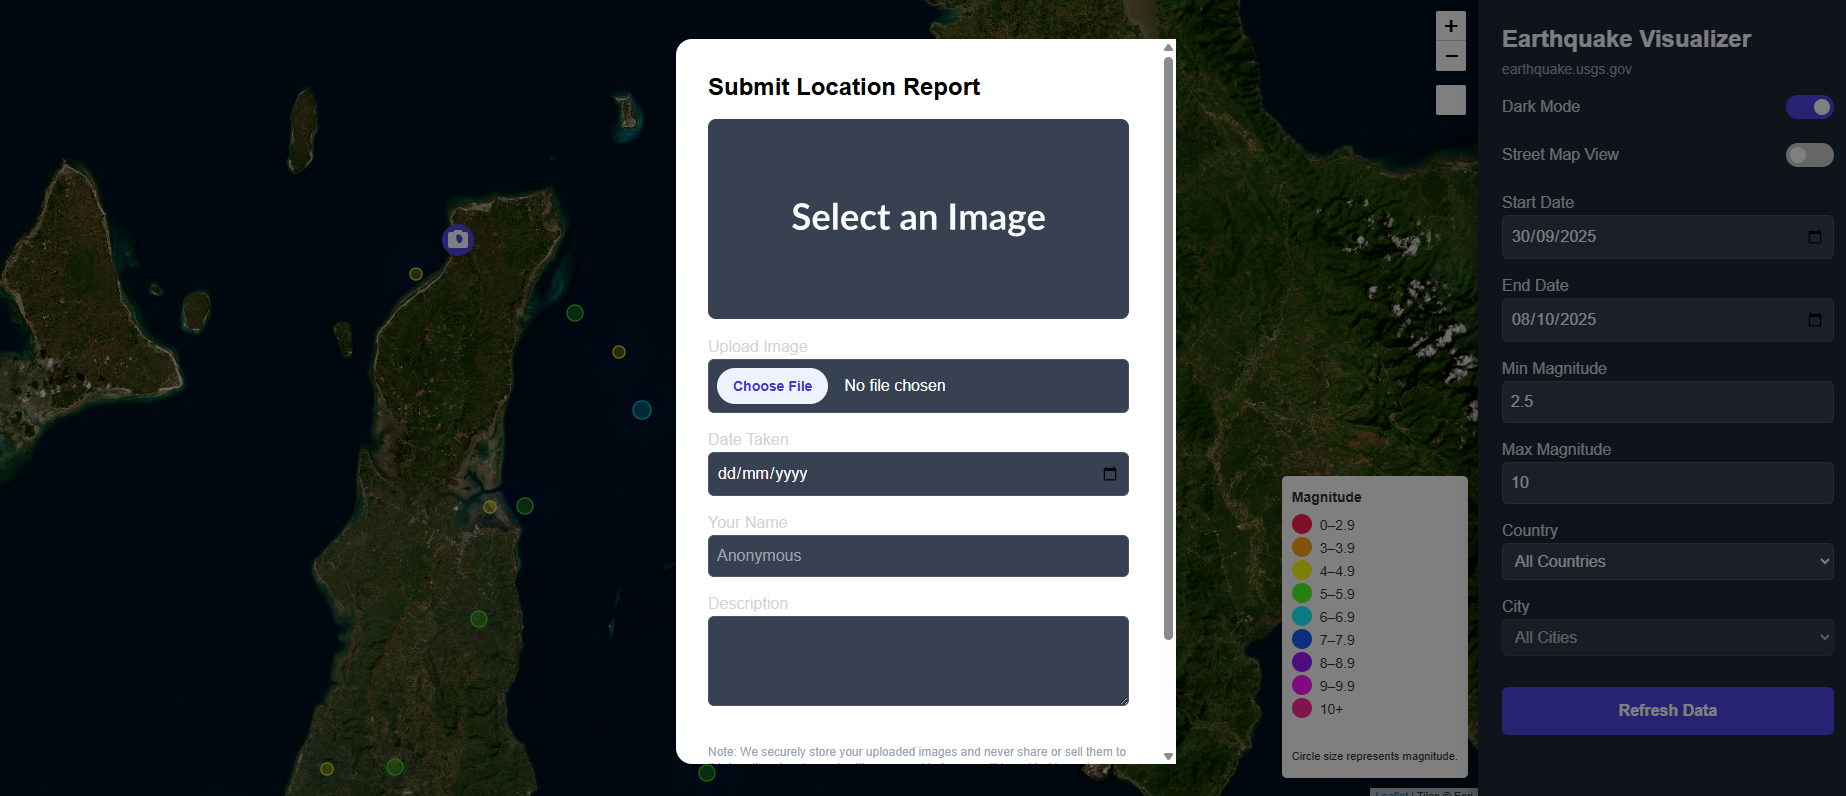 +
−
Submit Location Report
Select an Image
Upload Image
Choose File No file chosen
Date Taken
dd/mm/yyyy
Your Name
Anonymous
Description
Note: We securely store your uploaded images and never share or sell them to
Magnitude
0–2.9
3–3.9
4–4.9
5–5.9
6–6.9
7–7.9
8–8.9
9–9.9
10+
Circle size represents magnitude.
Leaflet | Tiles © Esri
Earthquake Visualizer
earthquake.usgs.gov
Dark Mode
Street Map View
Start Date
30/09/2025
End Date
08/10/2025
Min Magnitude
2.5
Max Magnitude
10
Country
All Countries
City
All Cities
Refresh Data